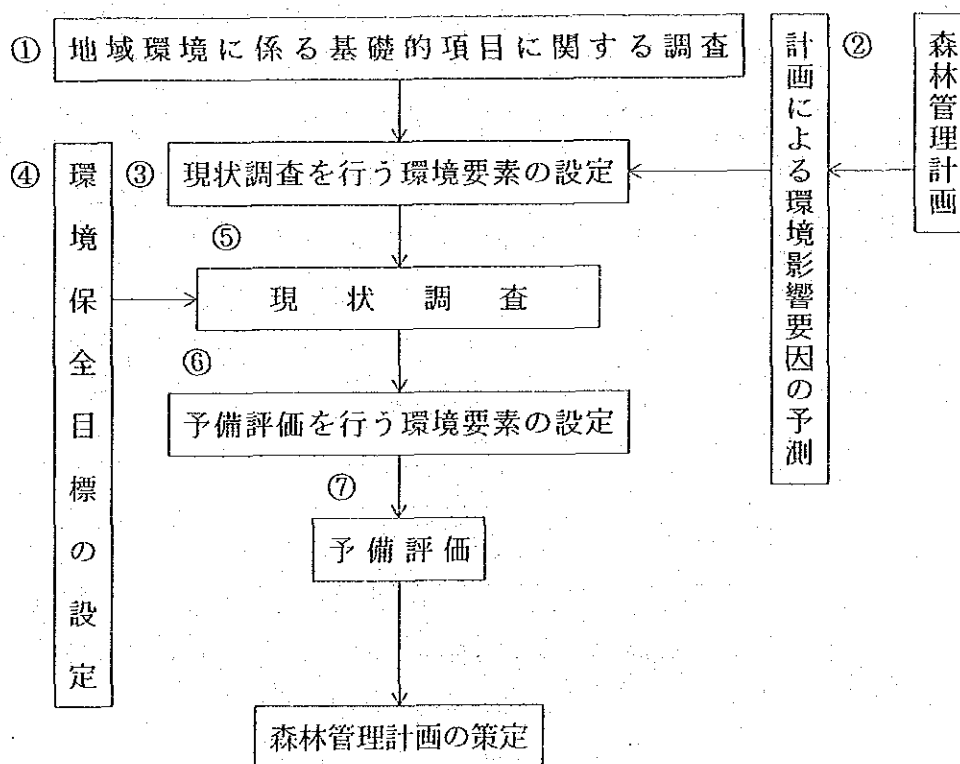 ① 地域環境に係る基礎的項目に関する調査
計画による環境影響要因の予測
②
森林管理計画
④
環境保全目標の設定
③ 現状調査を行う環境要素の設定
⑤
現状調査
⑥
予備評価を行う環境要素の設定
⑦
予備評価
森林管理計画の策定